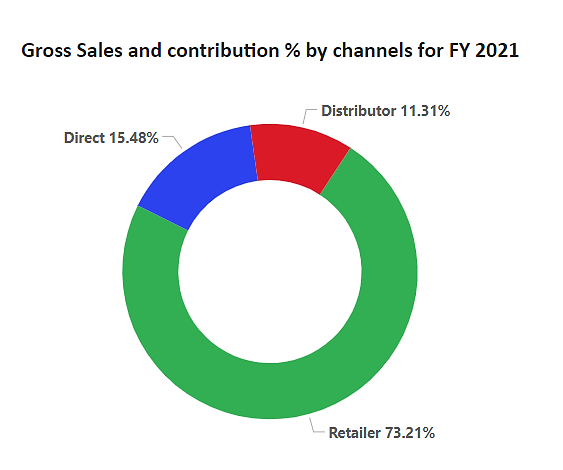 Gross Sales and contribution % by channels for FY 2021
Distributor 11.31%
Direct 15.48%
Retailer 73.21%